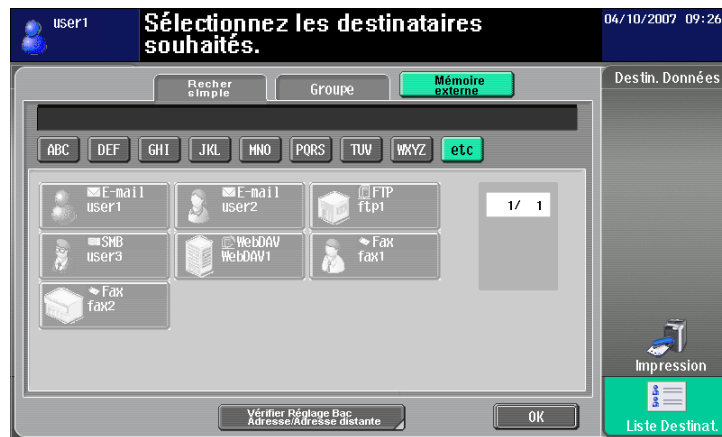 user1
Sélectionnez les destinataires
souhaités.
04/10/2007 09:26
Recher
simple
Groupe
Mémoire
externe
Destin. Données
ABC DEF GHI JKL MNO PQRS TUV WXYZ etc
E-mail
user1
E-mail
user2
FTP
ftp1
1/ 1
SMB
user3
WebDAV
WebDAV1
Fax
fax1
Fax
fax2
Impression
Vérifier Réglage Bac
Adresse/Adresse distante
OK
Liste Destinat.